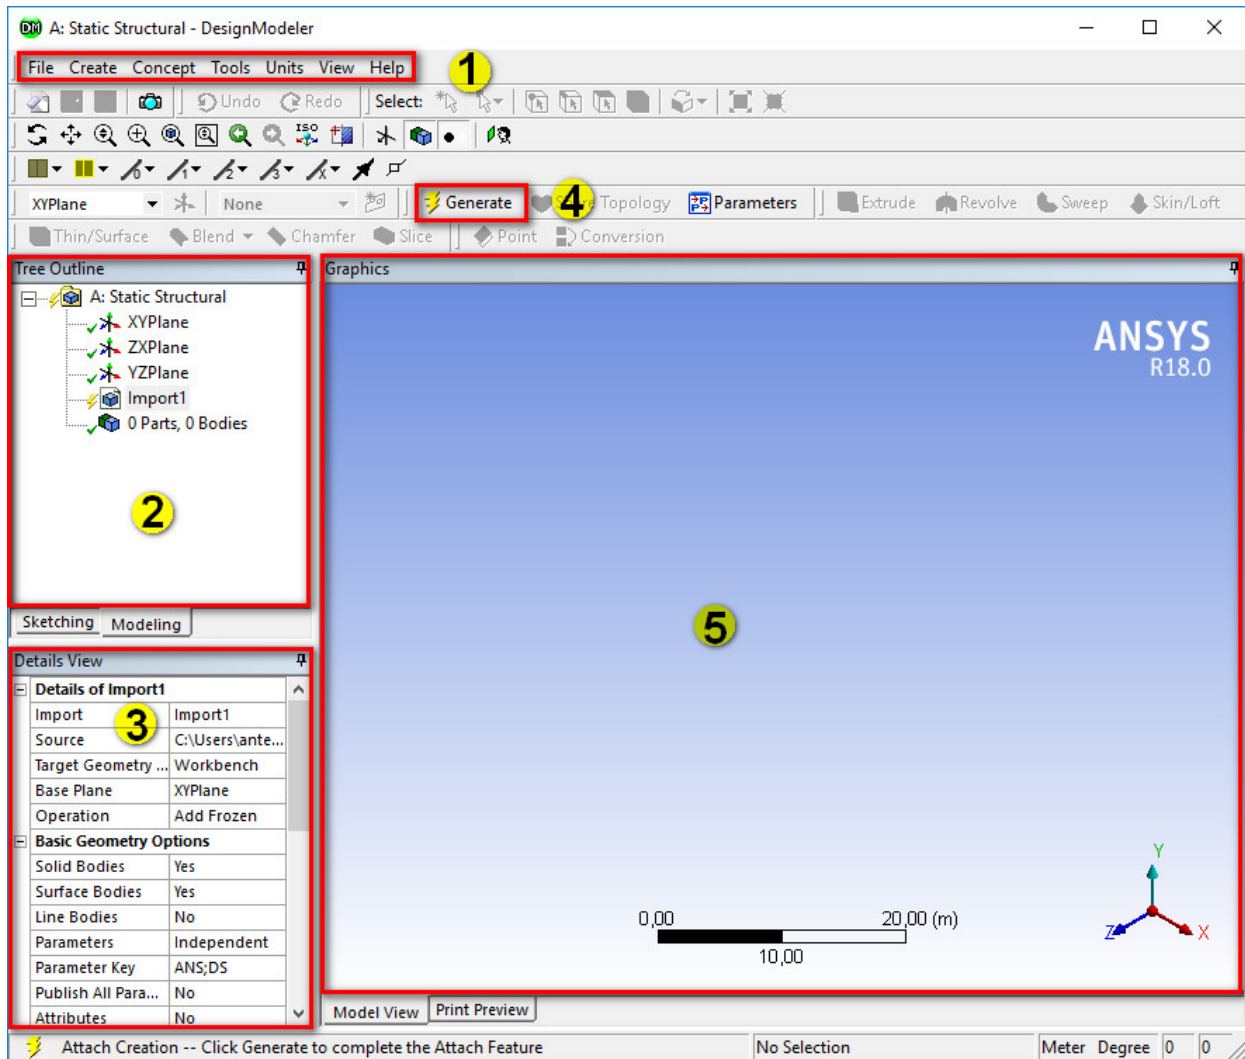 DM A: Static Structural - DesignModeler
File Create Concept Tools Units View Help 1
Undo Redo Select:
ISO
0 1 2 3 X
XYPlane None Generate 4 Topology Parameters Extrude Revolve Sweep Skin/Loft
Thin/Surface Blend Chamfer Slice Point Conversion
Tree Outline
A: Static Structural
XYPlane
ZXPlane
YZPlane
Import1
0 Parts, 0 Bodies
2
Sketching Modeling
Details View
Details of Import1
Import Import1
3
Source C:\Users\ante...
Target Geometry ... Workbench
Base Plane XYPlane
Operation Add Frozen
Basic Geometry Options
Solid Bodies Yes
Surface Bodies Yes
Line Bodies No
Parameters Independent
Parameter Key ANS;DS
Publish All Para... No
Attributes No
Graphics
ANSYS
R18.0
5
0,00 20,00 (m)
10,00
Y
Z X
Model View Print Preview
Attach Creation -- Click Generate to complete the Attach Feature No Selection Meter Degree 0 0